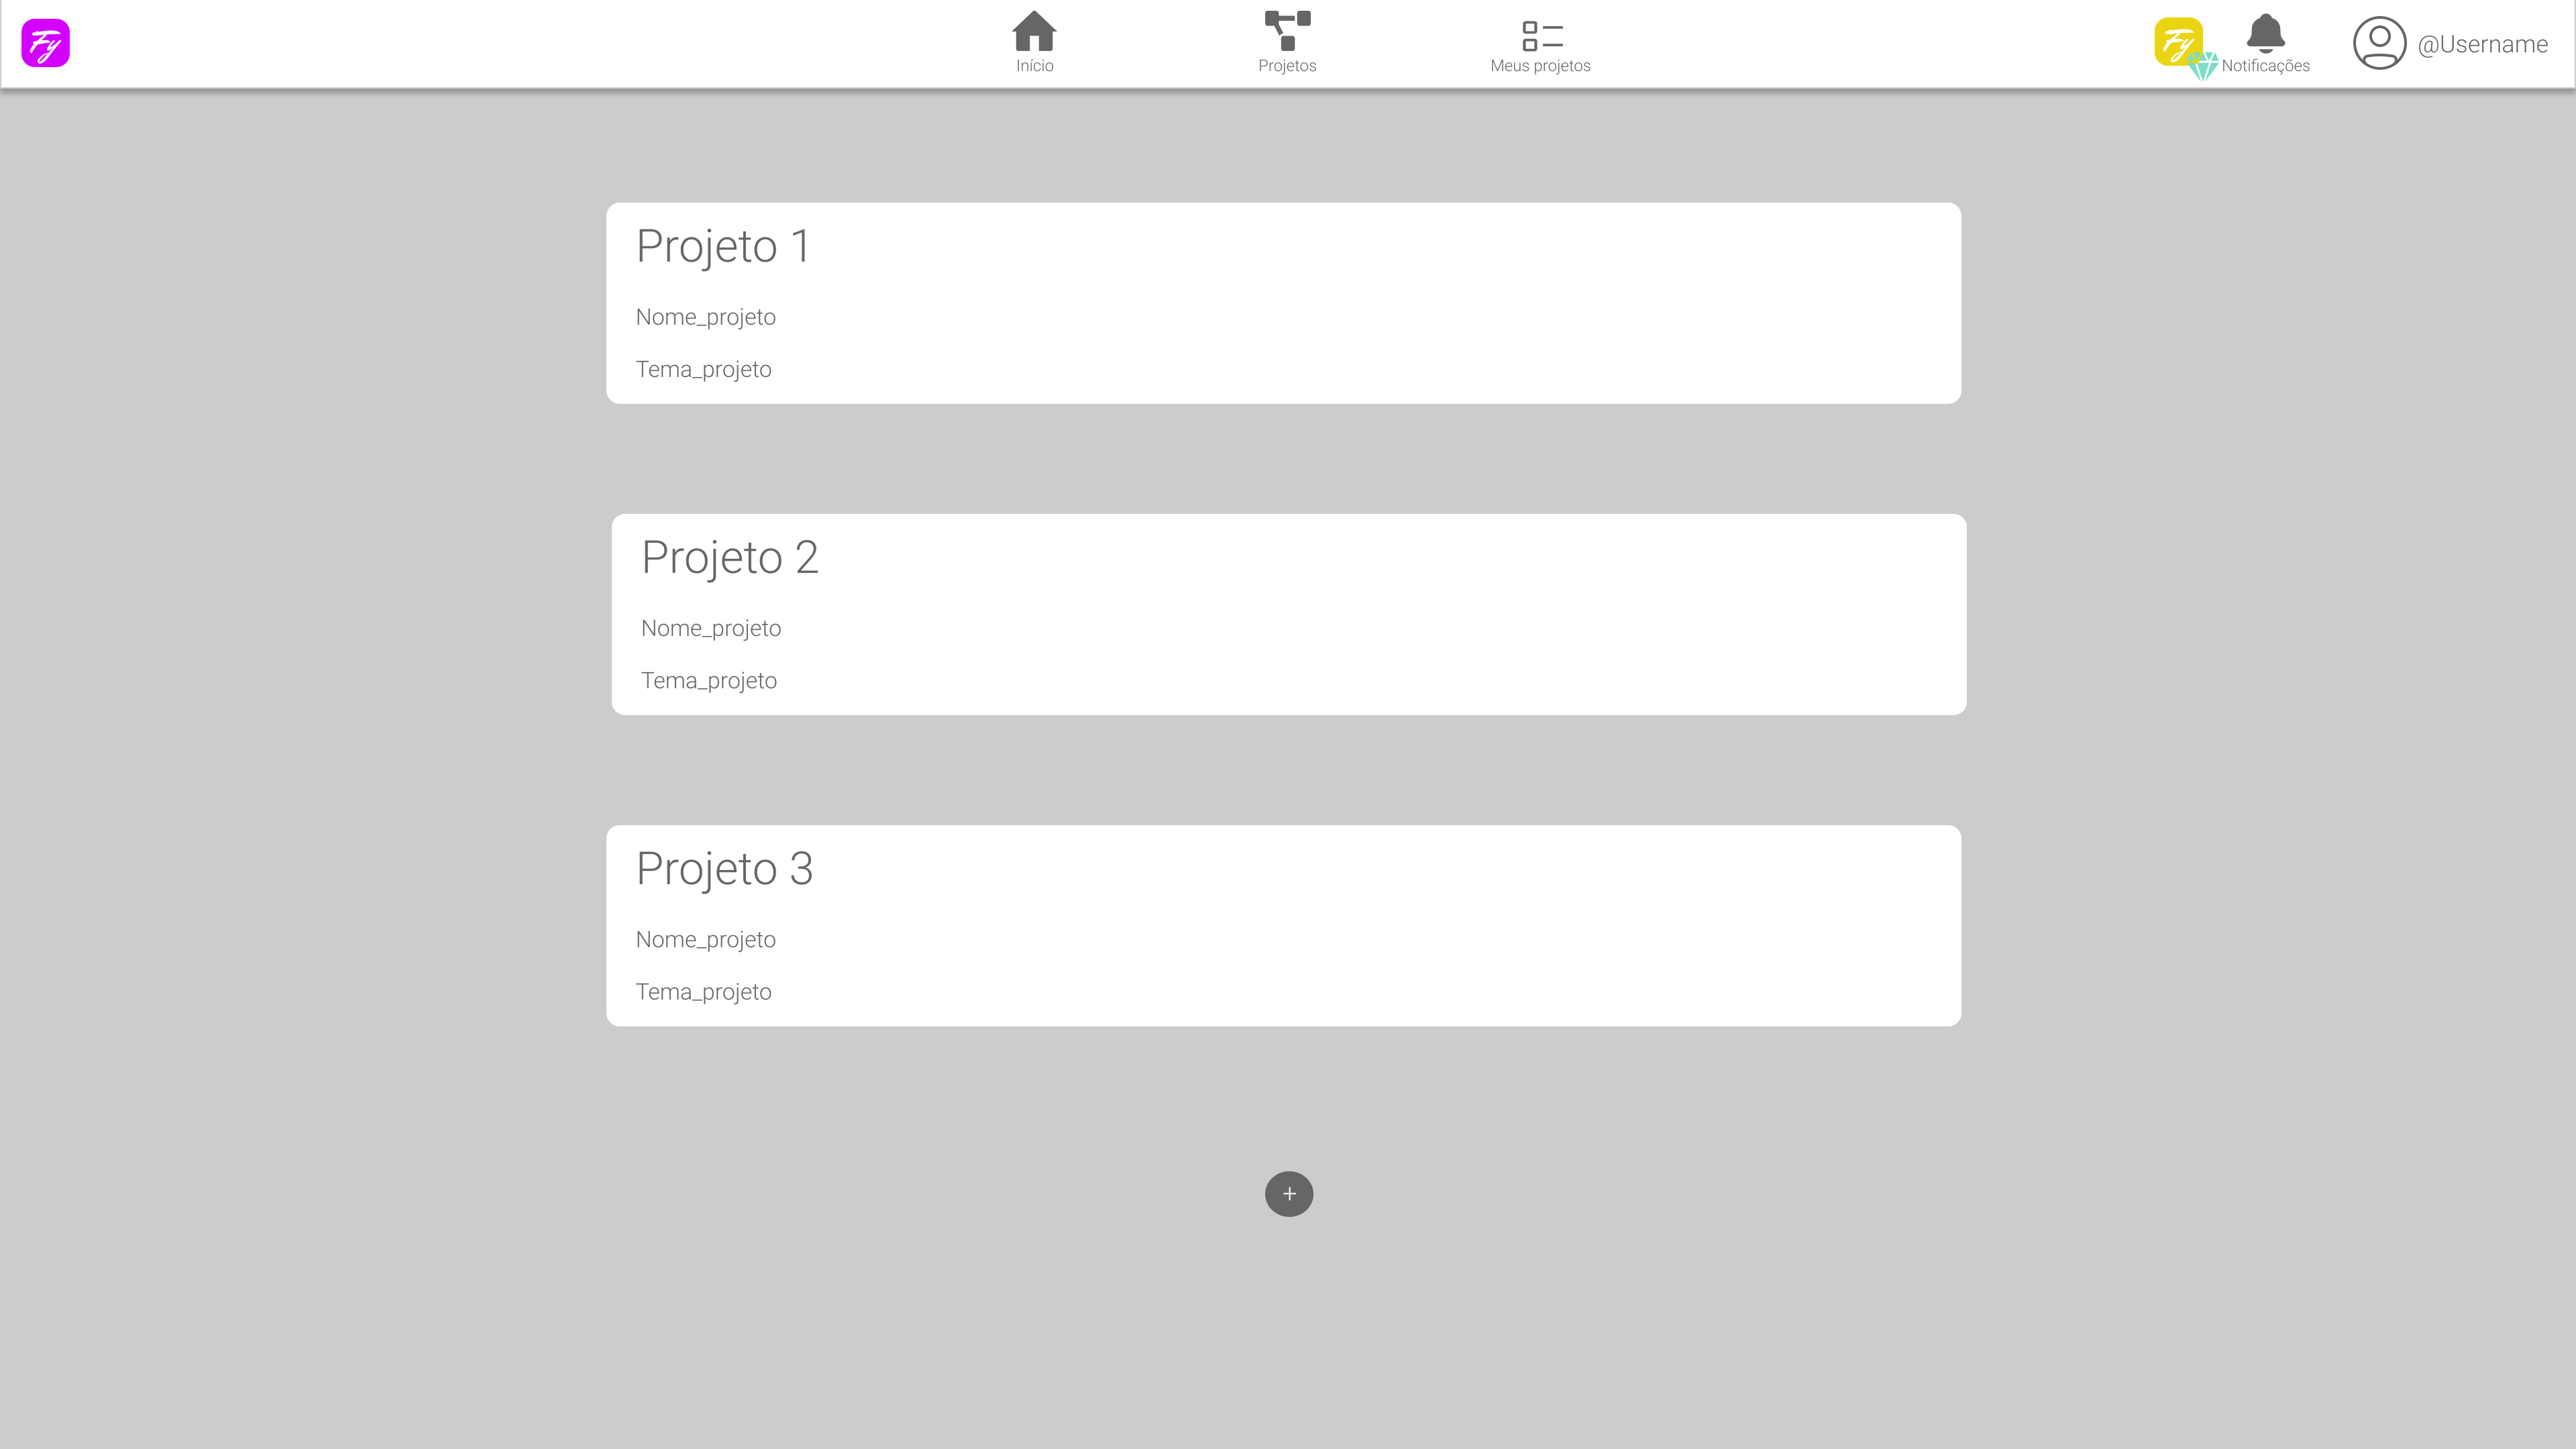 Fy
Início
Projetos
Meus projetos
Fy
Notificações
@Username
Projeto 1
Nome_projeto
Tema_projeto
Projeto 2
Nome_projeto
Tema_projeto
Projeto 3
Nome_projeto
Tema_projeto
+